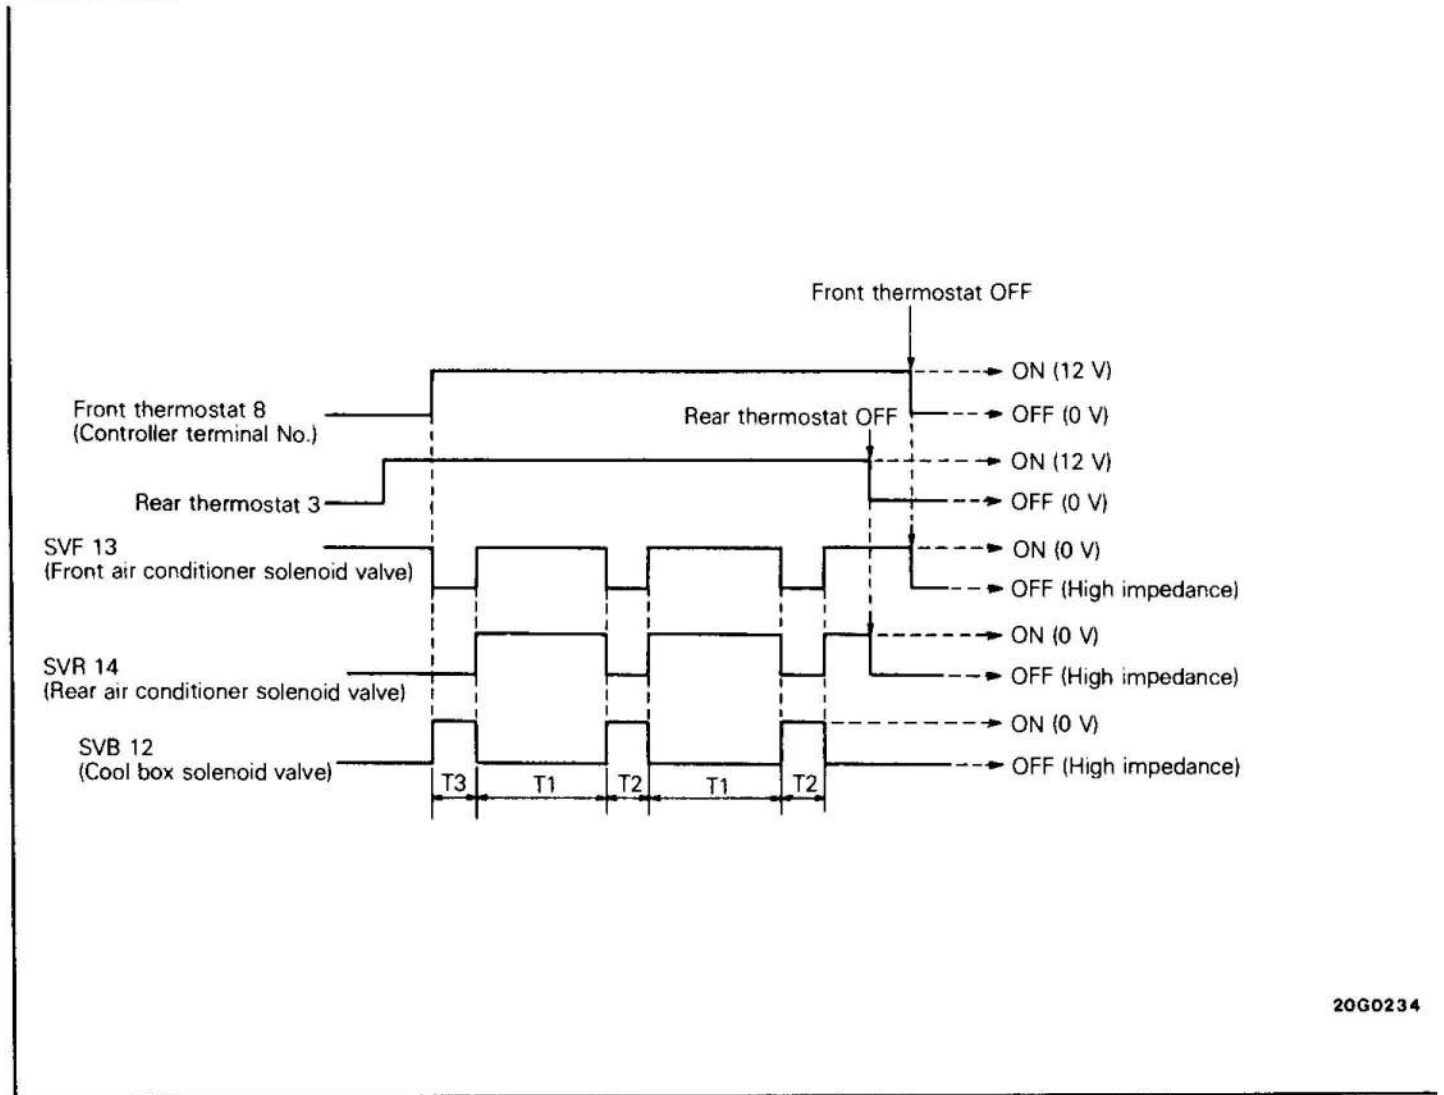 Front thermostat OFF
ON (12 V)
Front thermostat 8
(Controller terminal No.)
Rear thermostat OFF
OFF (0 V)
ON (12 V)
Rear thermostat 3
OFF (0 V)
SVF 13
(Front air conditioner solenoid valve)
ON (0 V)
OFF (High impedance)
ON (0 V)
SVR 14
(Rear air conditioner solenoid valve)
OFF (High impedance)
ON (0 V)
SVB 12
(Cool box solenoid valve)
OFF (High impedance)
T3 T1 T2 T1 T2
20G0234